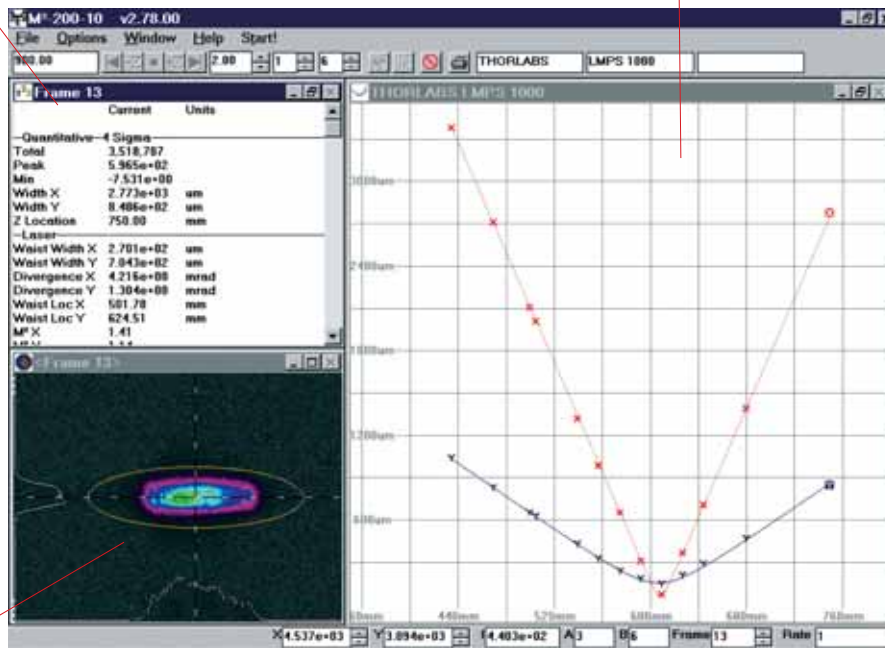 M²-200-10 v2.78.00
File Options Window Help Start!
900.00 2.00 1 6 THORLABS LMPS 1000
Frame 13
Current Units
Quantitative 4 Sigma
Total 3,518,787
Peak 5.965e+02
Min -7.531e+00
Width X 2.773e+03 um
Width Y 8.486e+02 um
Z Location 750.00 mm
Laser
Waist Width X 2.701e+02 um
Waist Width Y 7.043e+02 um
Divergence X 4.216e+00 mrad
Divergence Y 1.304e+00 mrad
Waist Loc X 501.78 mm
Waist Loc Y 624.51 mm
M² X 1.41
<Frame 13>
THORLABS LMPS 1000
3000um
2400um
1800um
1200um
600um
440mm 520mm 600mm 680mm 760mm
X 4.537e+03 Y 3.894e+03 4.403e+02 A 3 B 6 Frame 13 Rate 1